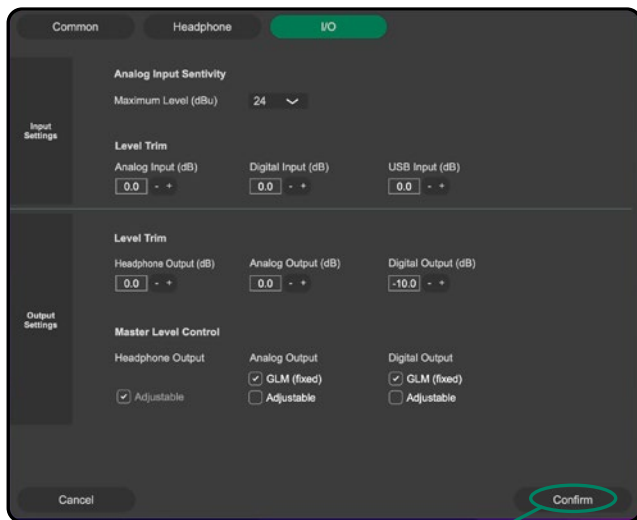 Common Headphone I/O
Analog Input Sentivity
Maximum Level (dBu) 24
Input
Settings
Level Trim
Analog Input (dB) Digital Input (dB) USB Input (dB)
0.0 - + 0.0 - + 0.0 - +
Level Trim
Headphone Output (dB) Analog Output (dB) Digital Output (dB)
0.0 - + 0.0 - + -10.0 - +
Output
Settings
Master Level Control
Headphone Output Analog Output Digital Output
GLM (fixed) GLM (fixed)
Adjustable Adjustable Adjustable
Cancel Confirm